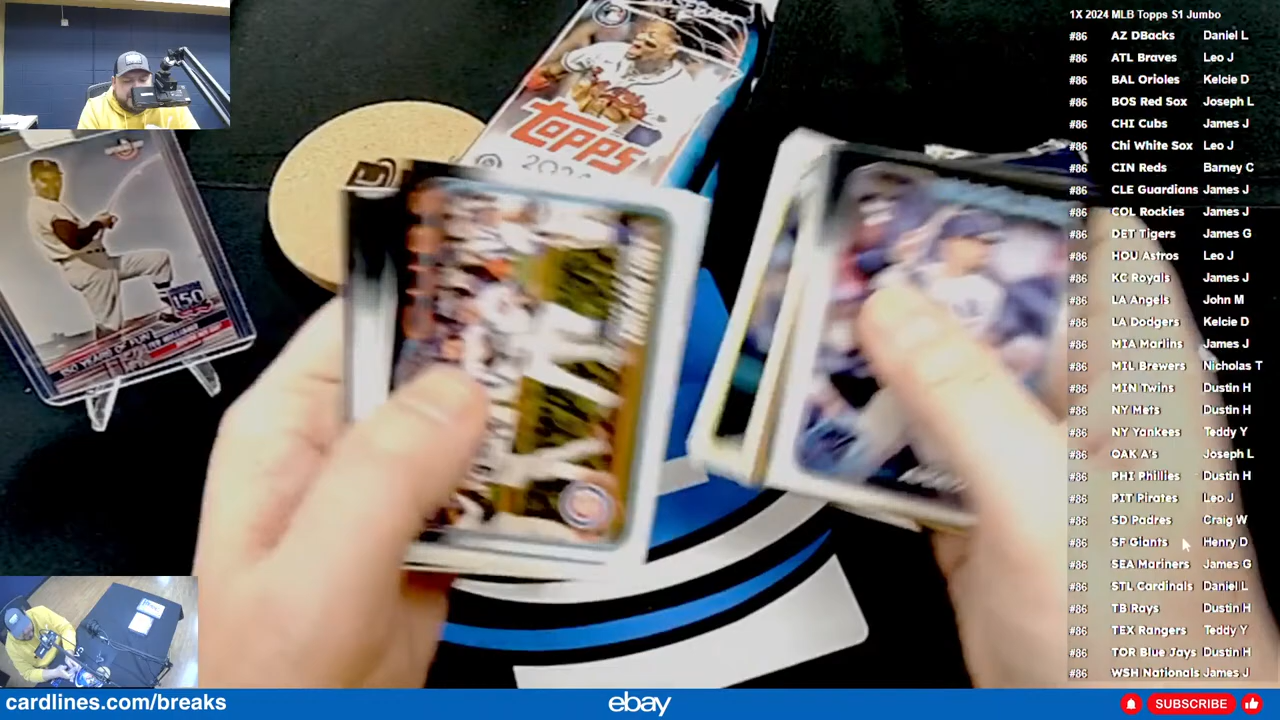 1X 2024 MLB Topps S1 Jumbo
#86 AZ DBacks Daniel L
#86 ATL Braves Leo J
#86 BAL Orioles Kelcie D
#86 BOS Red Sox Joseph L
#86 CHI Cubs James J
#86 Chi White Sox Leo J
#86 CIN Reds Barney C
#86 CLE Guardians James J
#86 COL Rockies James J
#86 DET Tigers James G
#86 HOU Astros Leo J
#86 KC Royals James J
#86 LA Angels John M
#86 LA Dodgers Kelcie D
#86 MIA Marlins James J
#86 MIL Brewers Nicholas T
#86 MIN Twins Dustin H
#86 NY Mets Dustin H
#86 NY Yankees Teddy Y
#86 OAK A's Joseph L
#86 PHI Phillies Dustin H
#86 PIT Pirates Leo J
#86 SD Padres Craig W
#86 SF Giants Henry D
#86 SEA Mariners James G
#86 STL Cardinals Daniel L
#86 TB Rays Dustin H
#86 TEX Rangers Teddy Y
#86 TOR Blue Jays Dustin H
#86 WSH Nationals James J
TOPPS
150
150 YEARS OF FUN
cardlines.com/breaks
ebay
SUBSCRIBE